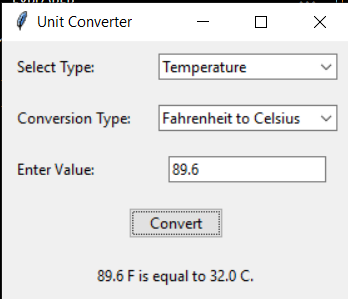 Unit Converter
Select Type: Temperature
Conversion Type: Fahrenheit to Celsius
Enter Value: 89.6
Convert
89.6 F is equal to 32.0 C.